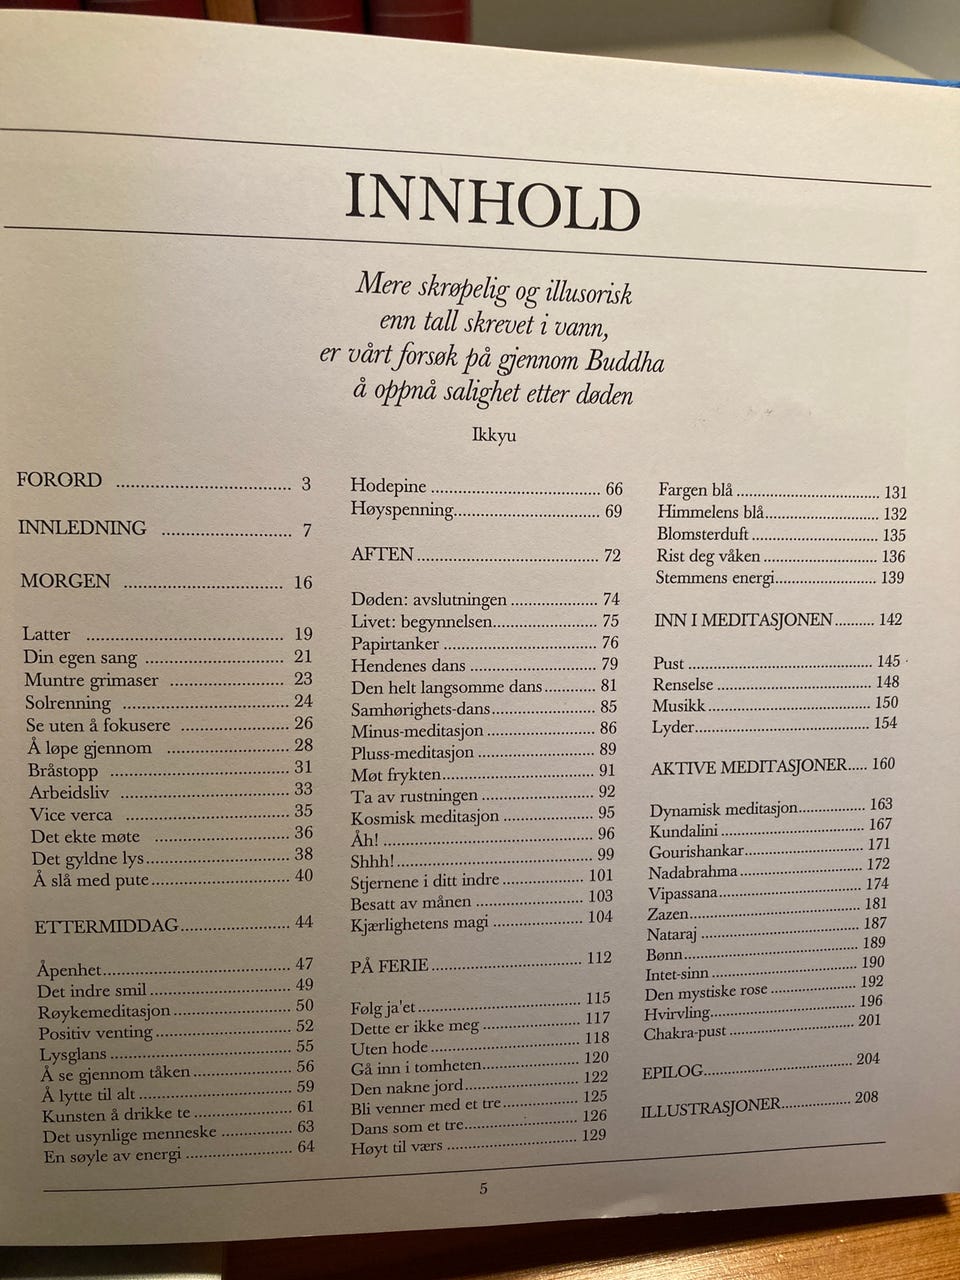 INNHOLD
Mere skrøpelig og illusorisk
enn tall skrevet i vann,
er vårt forsøk på gjennom Buddha
å oppnå salighet etter døden
Ikkyu
FORORD ................................ 3
INNLEDNING ........................ 7
MORGEN ............................. 16
Latter .................................... 19
Din egen sang ......................... 21
Muntre grimaser ..................... 23
Solrenning .............................. 24
Se uten å fokusere ................... 26
Å løpe gjennom ...................... 28
Bråstopp ................................ 31
Arbeidsliv .............................. 33
Vice verca .............................. 35
Det ekte møte ......................... 36
Det gyldne lys.......................... 38
Å slå med pute......................... 40
ETTERMIDDAG.................... 44
Åpenhet.................................. 47
Det indre smil ......................... 49
Røykemeditasjon..................... 50
Positiv venting ........................ 52
Lysglans ................................. 55
Å se gjennom tåken ................. 56
Å lytte til alt ........................... 59
Kunsten å drikke te ................. 61
Det usynlige menneske ............ 63
En søyle av energi ................... 64
Hodepine ............................... 66
Høyspenning........................... 69
AFTEN .................................. 72
Døden: avslutningen ................ 74
Livet: begynnelsen................... 75
Papirtanker ............................ 76
Hendenes dans ....................... 79
Den helt langsomme dans......... 81
Samhørighets-dans.................. 85
Minus-meditasjon ................... 86
Pluss-meditasjon ..................... 89
Møt frykten............................. 91
Ta av rustningen ..................... 92
Kosmisk meditasjon ................ 95
Åh! ........................................ 96
Shhh!...................................... 99
Stjernene i ditt indre ............... 101
Besatt av månen ..................... 103
Kjærlighetens magi ................. 104
PÅ FERIE .............................. 112
Følg ja'et................................. 115
Dette er ikke meg .................... 117
Uten hode ............................... 118
Gå inn i tomheten.................... 120
Den nakne jord........................ 122
Bli venner med et tre................ 125
Dans som et tre........................ 126
Høyt til værs ........................... 129
Fargen blå .............................. 131
Himmelens blå........................ 132
Blomsterduft .......................... 135
Rist deg våken ........................ 136
Stemmens energi..................... 139
INN I MEDITASJONEN ......... 142
Pust ....................................... 145
Renselse ................................. 148
Musikk ................................... 150
Lyder...................................... 154
AKTIVE MEDITASJONER..... 160
Dynamisk meditasjon............... 163
Kundalini ............................... 167
Gourishankar.......................... 171
Nadabrahma .......................... 172
Vipassana............................... 174
Zazen..................................... 181
Nataraj .................................. 187
Bønn...................................... 189
Intet-sinn ............................... 190
Den mystiske rose ................... 192
Hvirvling................................ 196
Chakra-pust ........................... 201
EPILOG................................. 204
ILLUSTRASJONER............... 208
5